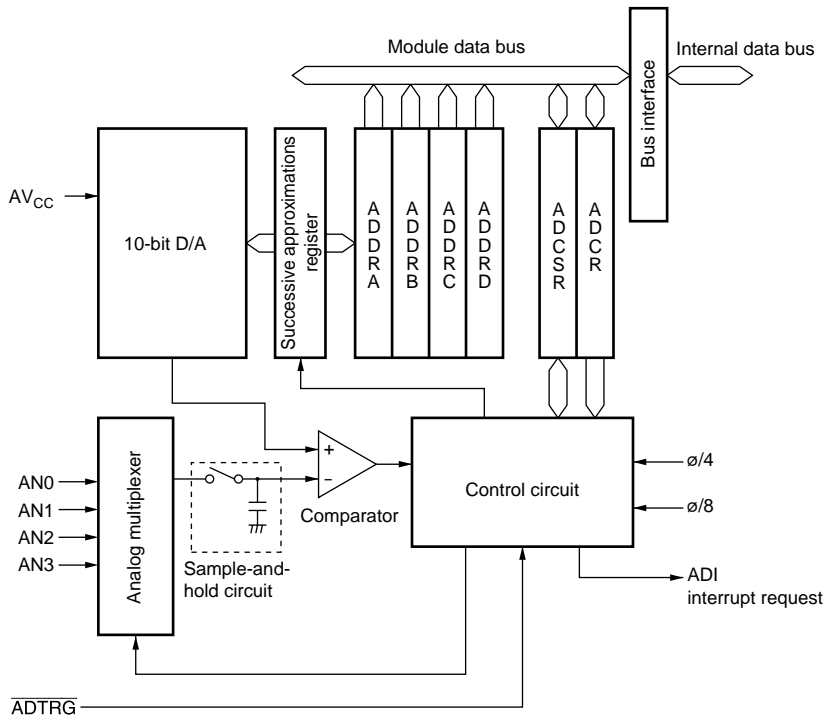 Module data bus
Internal data bus
Bus interface
AVCC
10-bit D/A
Successive approximations
register
ADDRA
ADDRB
ADDRC
ADDRD
ADCSR
ADCR
AN0
AN1
AN2
AN3
Analog multiplexer
Sample-and-
hold circuit
+
−
Comparator
Control circuit
ø/4
ø/8
ADI
interrupt request
ADTRG